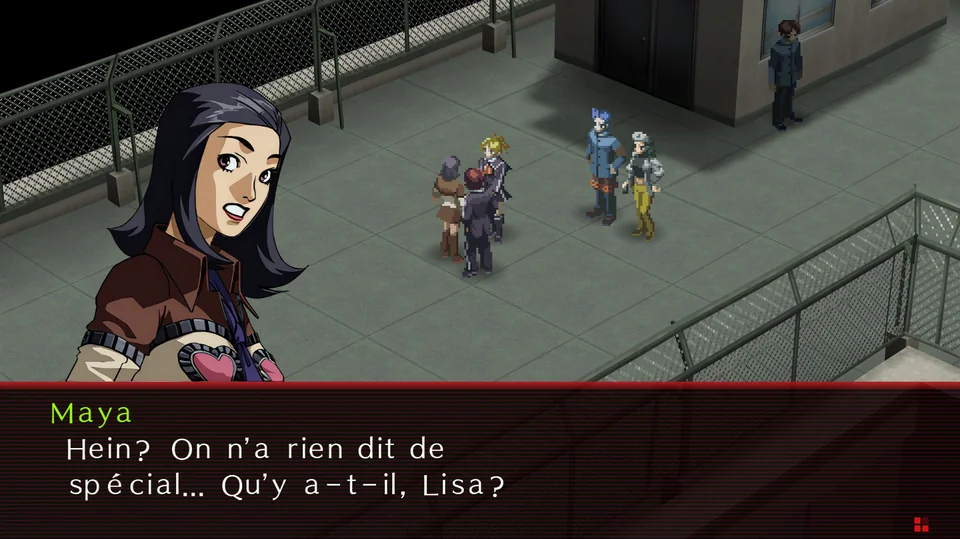 Maya
Hein? On n'a rien dit de
spécial... Qu'y a-t-il, Lisa?